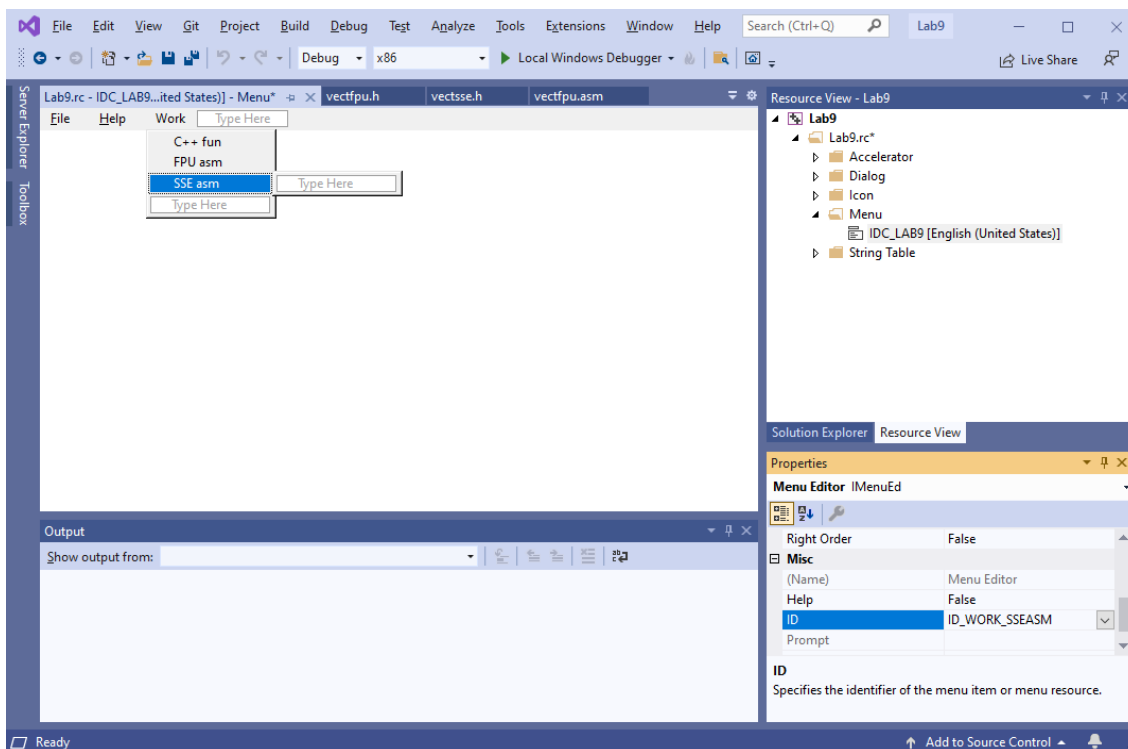 File Edit View Git Project Build Debug Test Analyze Tools Extensions Window Help Search (Ctrl+Q) Lab9
Debug x86 Local Windows Debugger Live Share
Server Explorer
Toolbox
Lab9.rc - IDC_LAB9...ited States)] - Menu* vectfpu.h vectsse.h vectfpu.asm
File Help Work Type Here
C++ fun
FPU asm
SSE asm Type Here
Type Here
Resource View - Lab9
Lab9
Lab9.rc*
Accelerator
Dialog
Icon
Menu
IDC_LAB9 [English (United States)]
String Table
Solution Explorer Resource View
Properties
Menu Editor IMenuEd
Right Order False
Misc
(Name) Menu Editor
Help False
ID ID_WORK_SSEASM
Prompt
ID
Specifies the identifier of the menu item or menu resource.
Output
Show output from:
Ready Add to Source Control